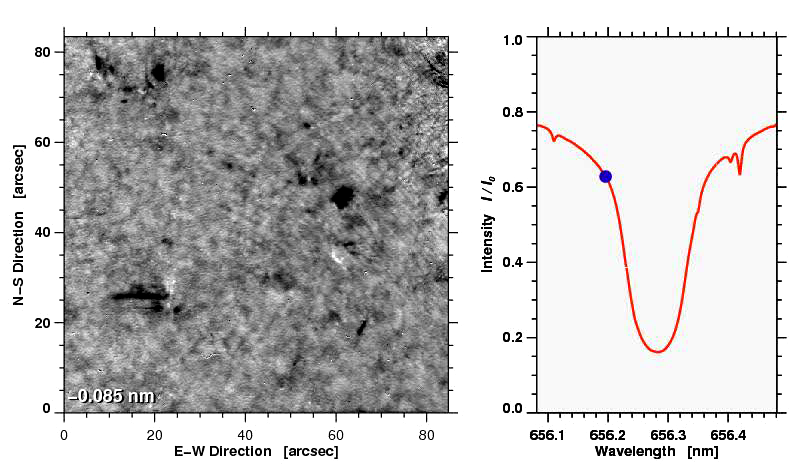 80
60
40
20
0
N−S Direction [arcsec]
−0.085 nm
0 20 40 60 80
E−W Direction [arcsec]
1.0
0.8
0.6
0.4
0.2
0.0
Intensity I / I0
656.1 656.2 656.3 656.4
Wavelength [nm]